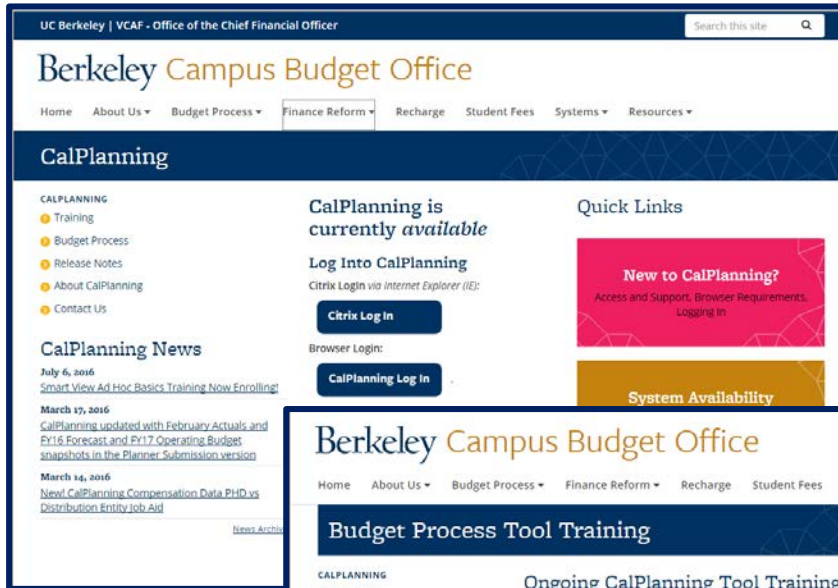 UC Berkeley | VCAF - Office of the Chief Financial Officer
Search this site
Berkeley Campus Budget Office
Home About Us Budget Process Finance Reform Recharge Student Fees Systems Resources
CalPlanning
CALPLANNING
Training
Budget Process
Release Notes
About CalPlanning
Contact Us
CalPlanning News
July 6, 2016
Smart View Ad Hoc Basics Training Now Enrolling!
March 17, 2016
CalPlanning updated with February Actuals and
FY16 Forecast and FY17 Operating Budget
snapshots in the Planner Submission version
March 14, 2016
New! CalPlanning Compensation Data PHD vs
Distribution Entity Job Aid
News Archiv
CalPlanning is
currently available
Log Into CalPlanning
Citrix Login via Internet Explorer (IE):
Citrix Log In
Browser Login:
CalPlanning Log In
Quick Links
New to CalPlanning?
Access and Support, Browser Requirements,
Logging In
System Availability
Berkeley Campus Budget Office
Home About Us Budget Process Finance Reform Recharge Student Fees
Budget Process Tool Training
CALPLANNING
Ongoing CalPlanning Tool Training